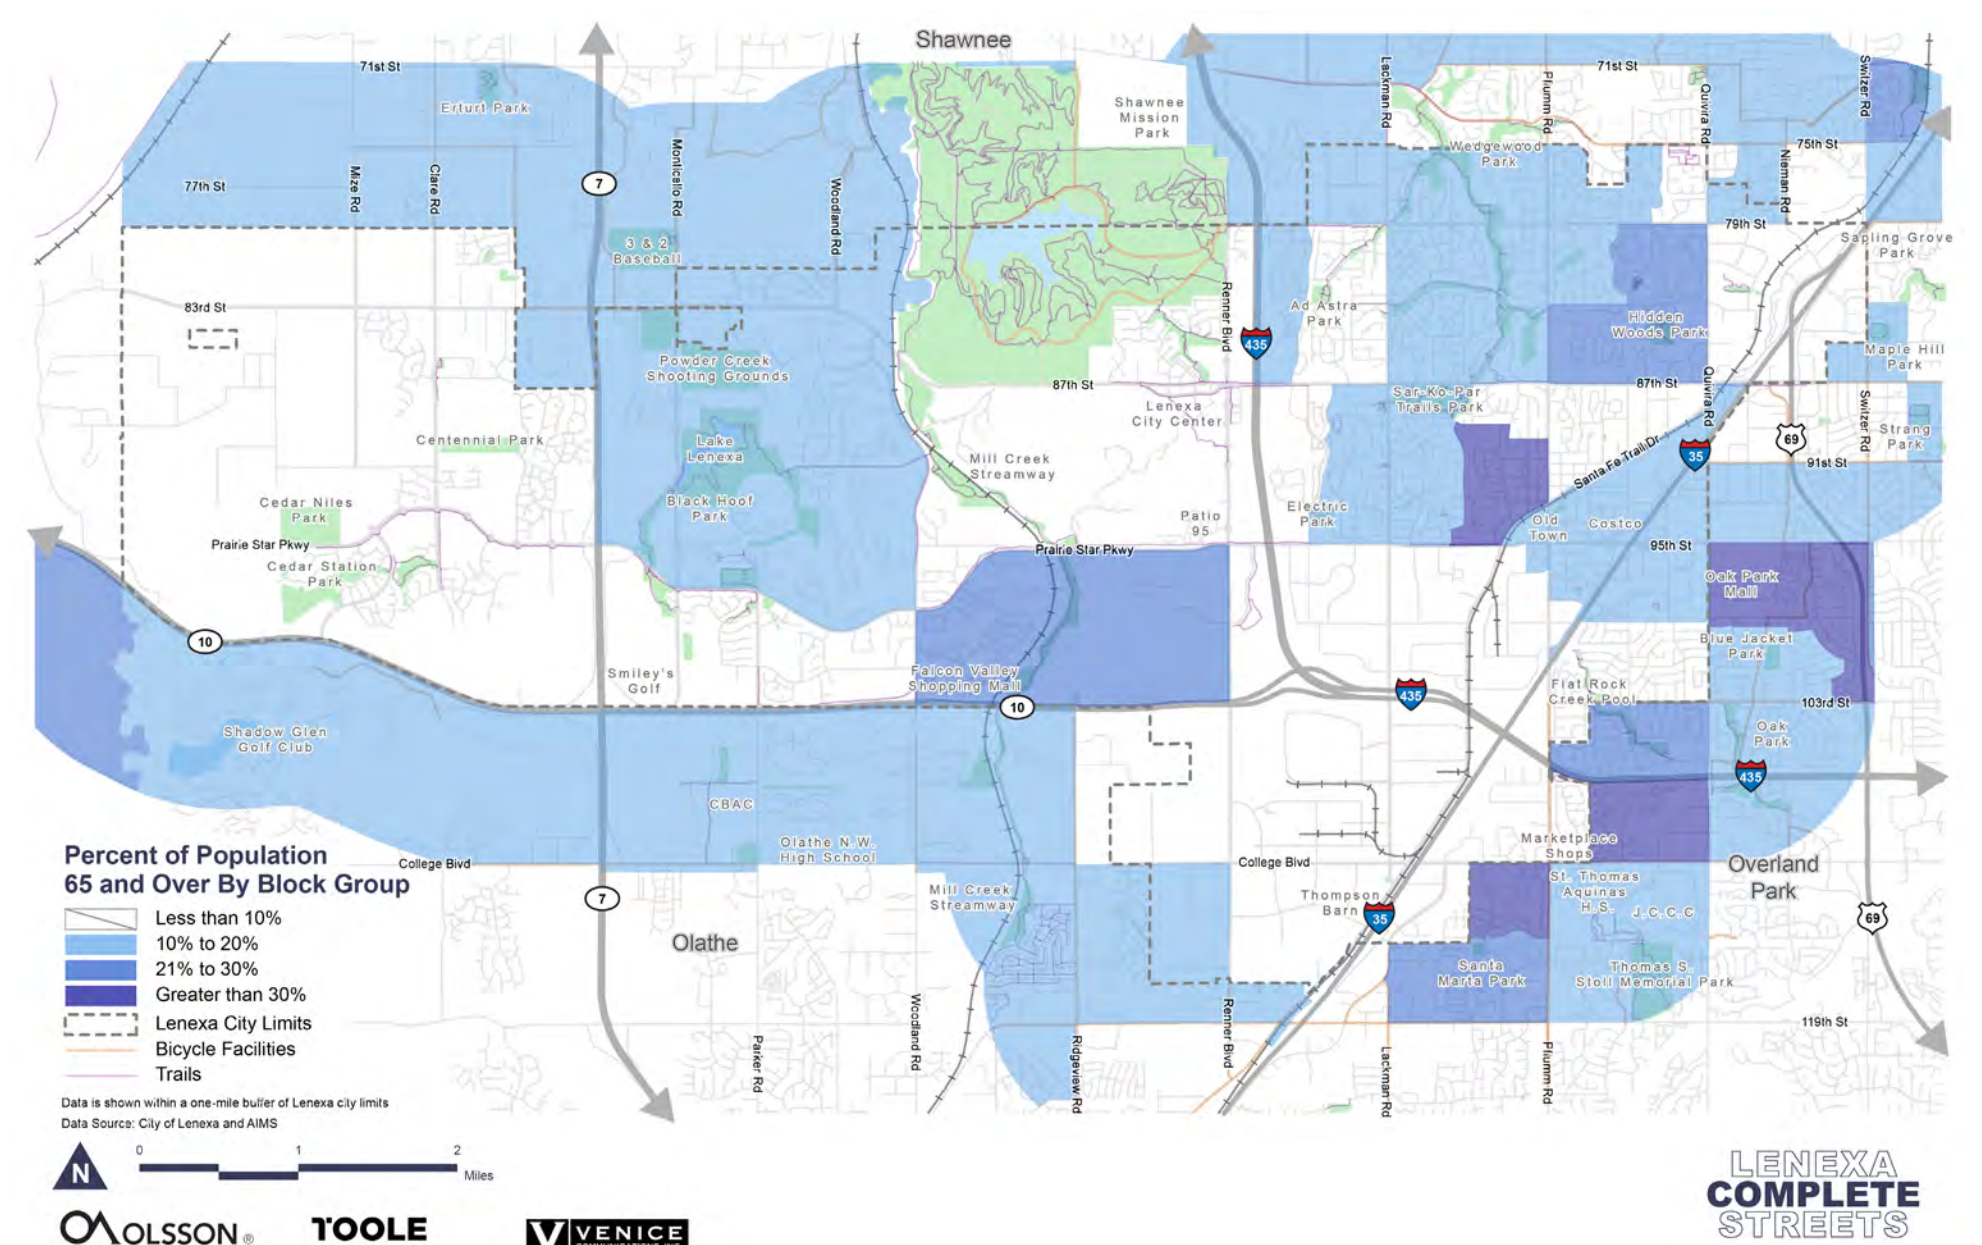 Shawnee
71st St
Erfurt Park
Shawnee
Mission
Park
Lackman Rd
Pflumm Rd
71st St
Quivira Rd
Switzer Rd
Wedgewood
Park
75th St
Nieman Rd
77th St
Mize Rd
Clare Rd
7
Monticello Rd
Woodland Rd
79th St
Sapling Grove
Park
3 & 2
Baseball
83rd St
Renner Blvd
435
Ad Astra
Park
Hidden
Woods Park
Maple Hill
Park
Powder Creek
Shooting Grounds
87th St
87th St
Quivira Rd
Switzer Rd
Lenexa
City Center
Sar-Ko-Par
Trails Park
Centennial Park
Lake
Lenexa
69
Strang
Park
35
91st St
Santa Fe Trail Dr
Mill Creek
Streamway
Cedar Niles
Park
Black Hoof
Park
Electric
Park
Patio
95
Old
Town
Costco
Prairie Star Pkwy
Prairie Star Pkwy
95th St
Cedar Station
Park
Oak Park
Mall
10
Blue Jacket
Park
Smiley's
Golf
Falcon Valley
Shopping Mall
10
435
Flat Rock
Creek Pool
103rd St
Shadow Glen
Golf Club
Oak
Park
435
CBAC
Olathe N.W.
High School
Marketplace
Shops
College Blvd
College Blvd
Overland
Park
Mill Creek
Streamway
Thompson
Barn
35
St. Thomas
Aquinas
H.S.
J.C.C.C
69
7
Olathe
Santa
Marta Park
Thomas S.
Stoll Memorial Park
Woodland Rd
Renner Blvd
119th St
Parker Rd
Ridgeview Rd
Lackman Rd
Pflumm Rd
Percent of Population
65 and Over By Block Group
Less than 10%
10% to 20%
21% to 30%
Greater than 30%
Lenexa City Limits
Bicycle Facilities
Trails
Data is shown within a one-mile buffer of Lenexa city limits
Data Source: City of Lenexa and AIMS
N
0 1 2
Miles
OLSSON ®
TOOLE
V VENICE
LENEXA
COMPLETE
STREETS